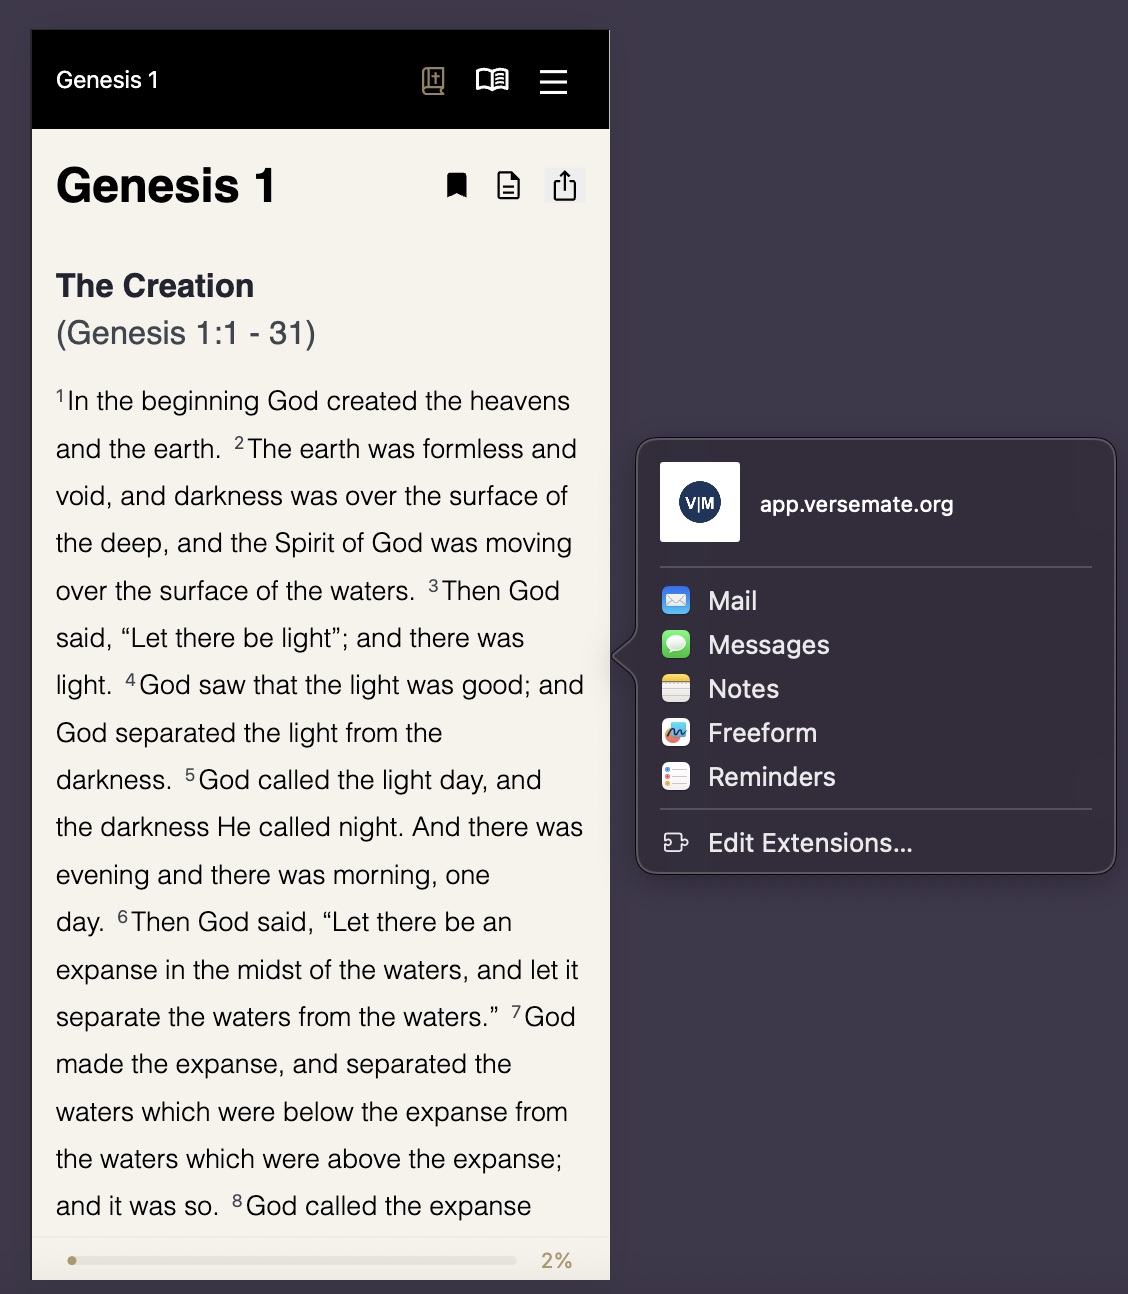 Genesis 1
Genesis 1
The Creation
(Genesis 1:1 - 31)
1 In the beginning God created the heavens
and the earth. 2 The earth was formless and
void, and darkness was over the surface of
the deep, and the Spirit of God was moving
over the surface of the waters. 3 Then God
said, “Let there be light”; and there was
light. 4 God saw that the light was good; and
God separated the light from the
darkness. 5 God called the light day, and
the darkness He called night. And there was
evening and there was morning, one
day. 6 Then God said, “Let there be an
expanse in the midst of the waters, and let it
separate the waters from the waters.” 7 God
made the expanse, and separated the
waters which were below the expanse from
the waters which were above the expanse;
and it was so. 8 God called the expanse
2%
V|M
app.versemate.org
Mail
Messages
Notes
Freeform
Reminders
Edit Extensions...